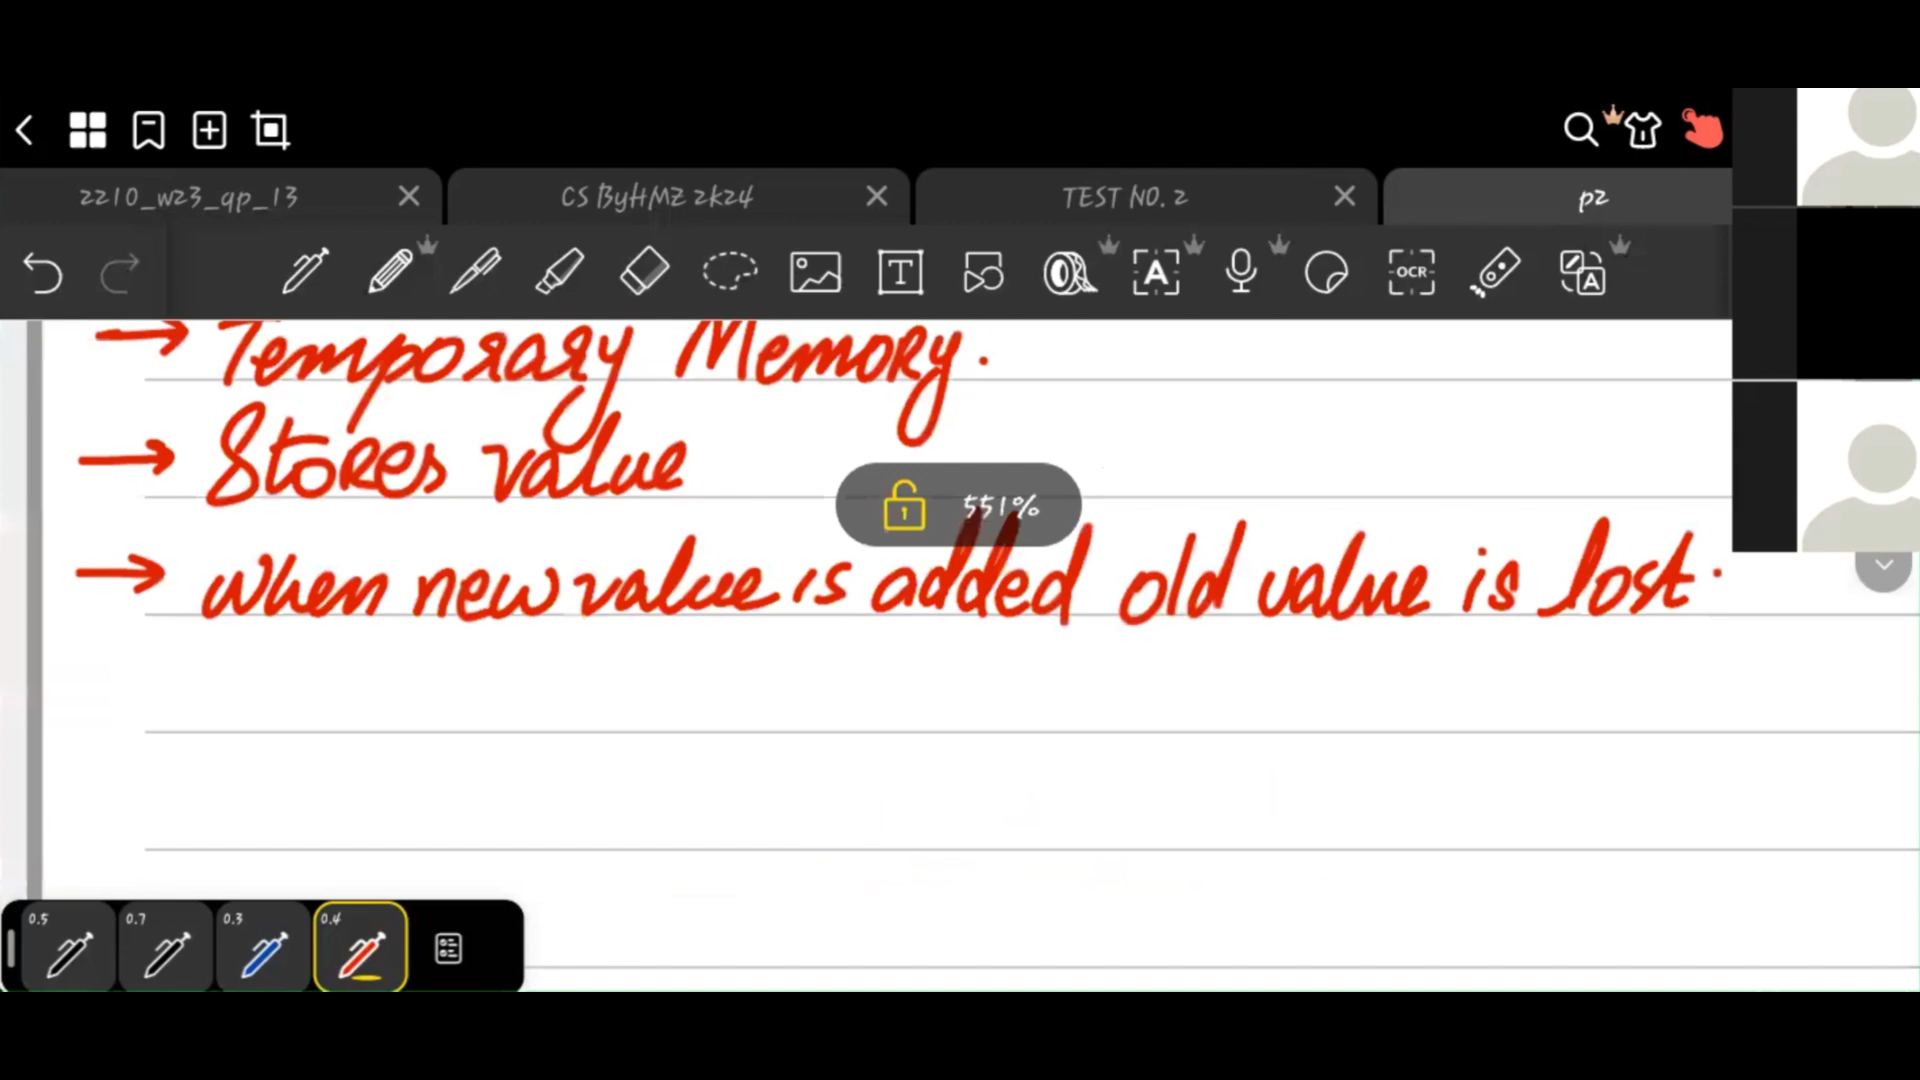 2210_w23_qp_13
CS ByHMZ 2k24
TEST NO. 2
p2
T
A
OCR
A
→ Temporary Memory.
→ Stores value
551%
→ when new value is added old value is lost.
0.5
0.7
0.3
0.4